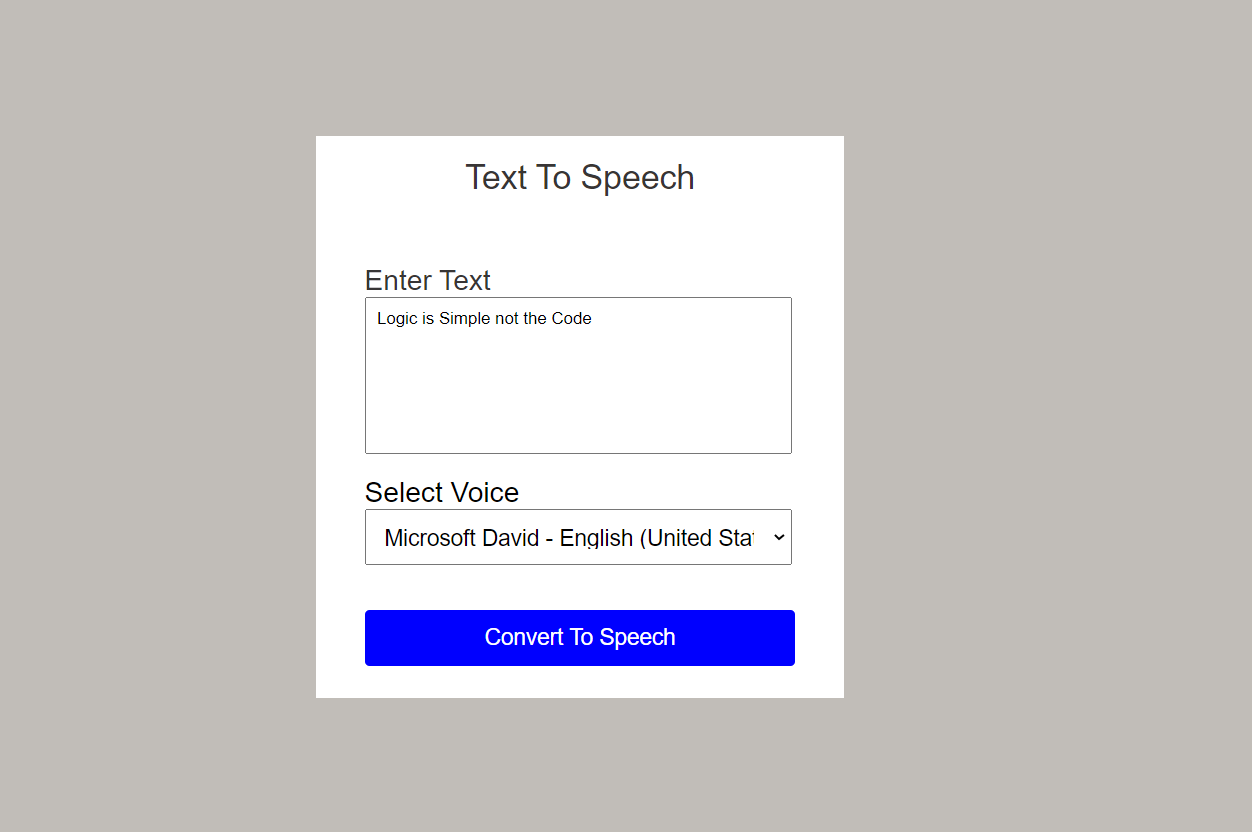 Text To Speech
Enter Text
Logic is Simple not the Code
Select Voice
Microsoft David - English (United Sta
Convert To Speech